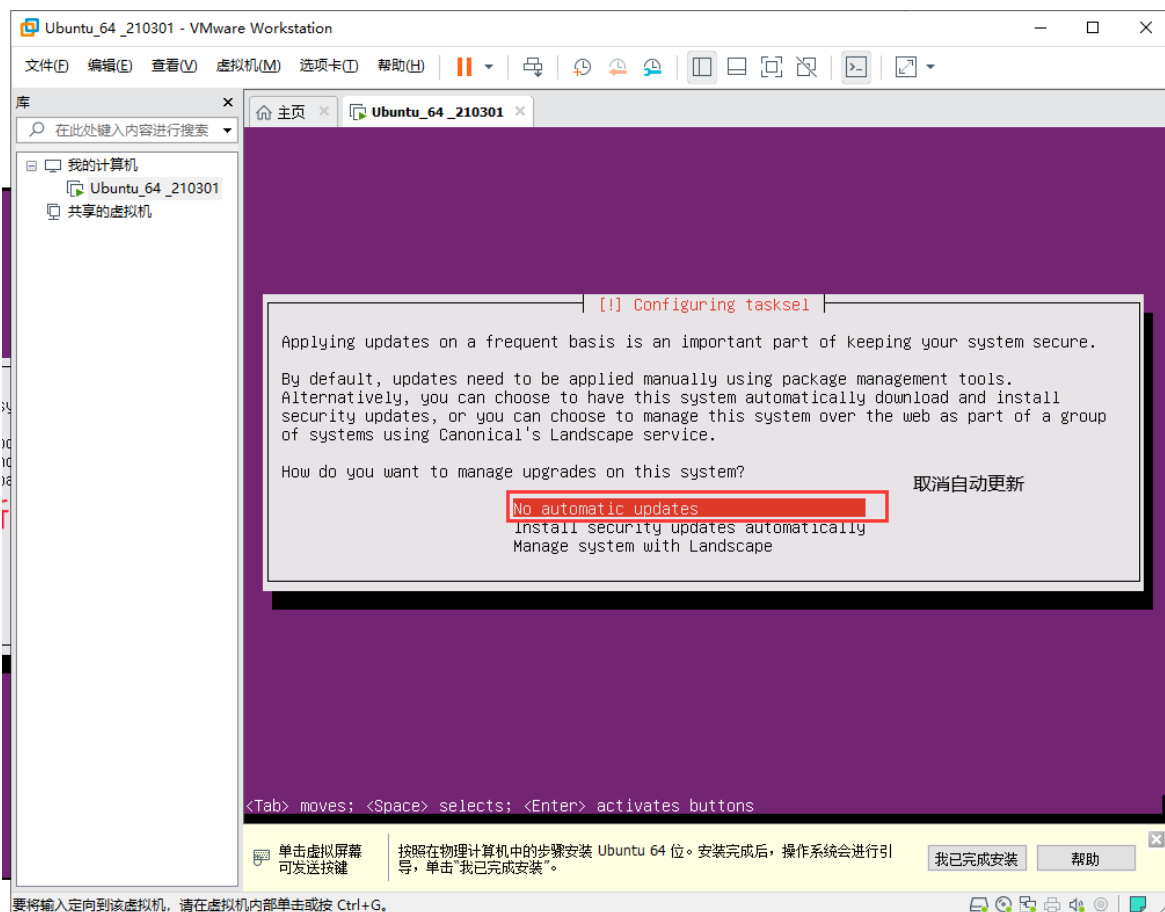 Ubuntu_64 _210301 - VMware Workstation
文件(F) 编辑(E) 查看(V) 虚拟机(M) 选项卡(T) 帮助(H)
库
在此处键入内容进行搜索
我的计算机
Ubuntu_64 _210301
共享的虚拟机
主页
Ubuntu_64 _210301
[!] Configuring tasksel
Applying updates on a frequent basis is an important part of keeping your system secure.
By default, updates need to be applied manually using package management tools.
Alternatively, you can choose to have this system automatically download and install
security updates, or you can choose to manage this system over the web as part of a group
of systems using Canonical's Landscape service.
How do you want to manage upgrades on this system?
取消自动更新
No automatic updates
Install security updates automatically
Manage system with Landscape
<Tab> moves; <Space> selects; <Enter> activates buttons
单击虚拟屏幕
可发送按键
按照在物理计算机中的步骤安装 Ubuntu 64 位。安装完成后，操作系统会进行引
导，单击“我已完成安装”。
我已完成安装
帮助
要将输入定向到该虚拟机，请在虚拟机内部单击或按 Ctrl+G。